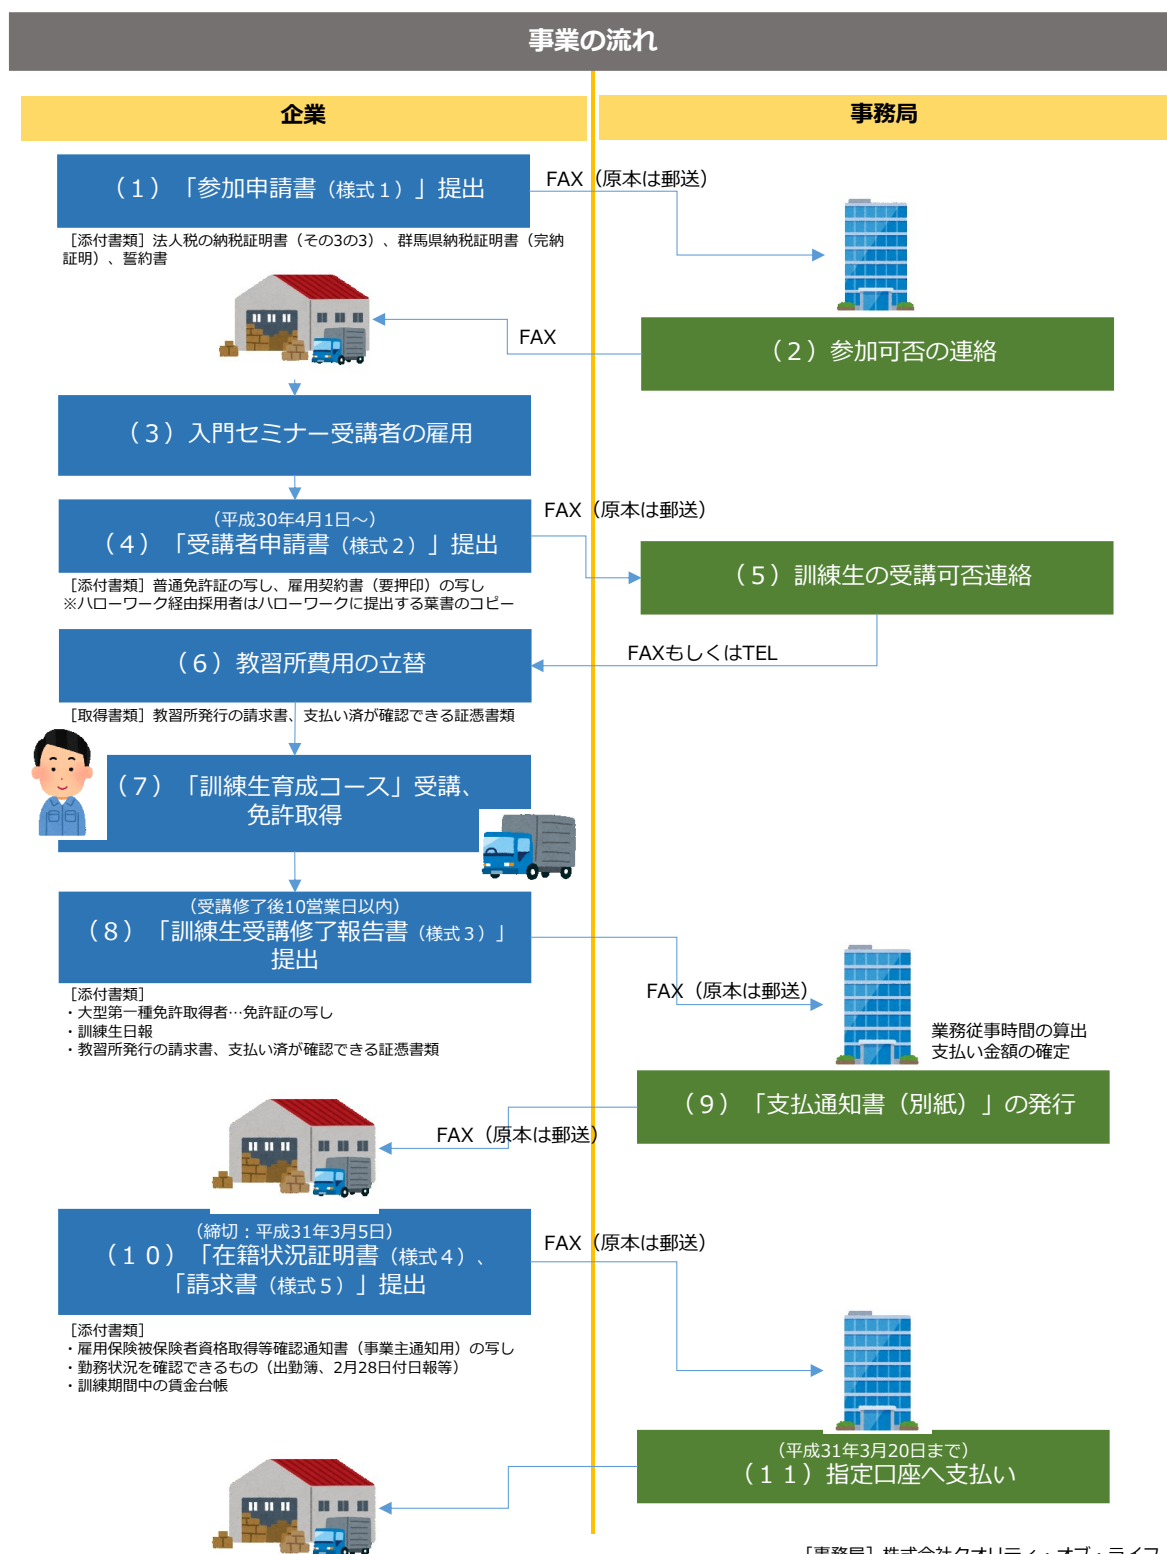 事業の流れ
企業
事務局
（１）「参加申請書（様式１）」提出
FAX（原本は郵送）
［添付書類］法人税の納税証明書（その3の3）、群馬県納税証明書（完納
証明）、誓約書
FAX
（２）参加可否の連絡
（３）入門セミナー受講者の雇用
（平成30年4月1日～）
（４）「受講者申請書（様式２）」提出
FAX（原本は郵送）
［添付書類］普通免許証の写し、雇用契約書（要押印）の写し
※ハローワーク経由採用者はハローワークに提出する葉書のコピー
（５）訓練生の受講可否連絡
FAXもしくはTEL
（６）教習所費用の立替
［取得書類］教習所発行の請求書、支払い済が確認できる証憑書類
（７）「訓練生育成コース」受講、
免許取得
（受講修了後10営業日以内）
（８）「訓練生受講修了報告書（様式３）」
提出
FAX（原本は郵送）
［添付書類］
・大型第一種免許取得者…免許証の写し
・訓練生日報
・教習所発行の請求書、支払い済が確認できる証憑書類
業務従事時間の算出
支払い金額の確定
（９）「支払通知書（別紙）」の発行
FAX（原本は郵送）
（締切：平成31年3月5日）
（１０）「在籍状況証明書（様式４）、
「請求書（様式５）」提出
FAX（原本は郵送）
［添付書類］
・雇用保険被保険者資格取得等確認通知書（事業主通知用）の写し
・勤務状況を確認できるもの（出勤簿、2月28日付日報等）
・訓練期間中の賃金台帳
（平成31年3月20日まで）
（１１）指定口座へ支払い
［事務局］株式会社クオリティ・オブ・ライフ